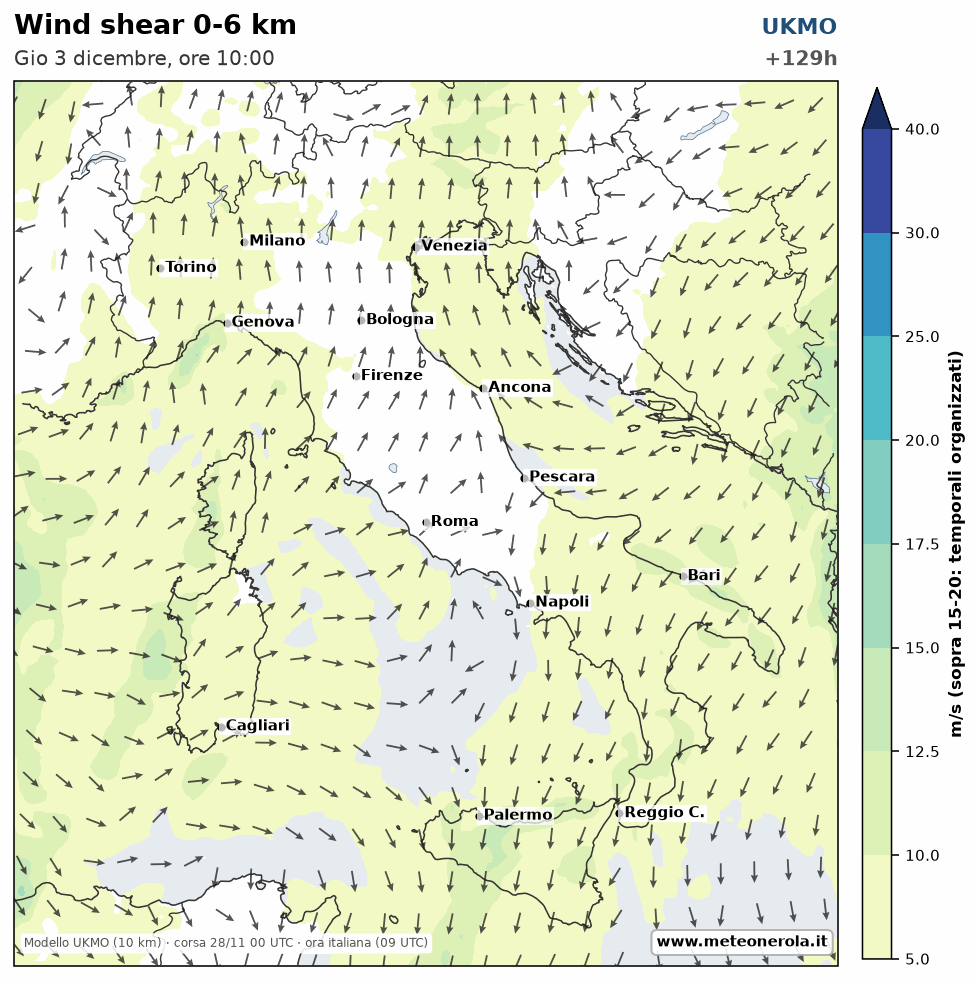 Wind shear 0-6 km
UKMO
Gio 3 dicembre, ore 10:00
+129h
Milano
Venezia
Torino
Genova
Bologna
Firenze
Ancona
Pescara
Roma
Bari
Napoli
Cagliari
Palermo
Reggio C.
40.0
30.0
25.0
20.0
17.5
15.0
12.5
10.0
5.0
m/s (sopra 15-20: temporali organizzati)
Modello UKMO (10 km) · corsa 28/11 00 UTC · ora italiana (09 UTC)
www.meteonerola.it